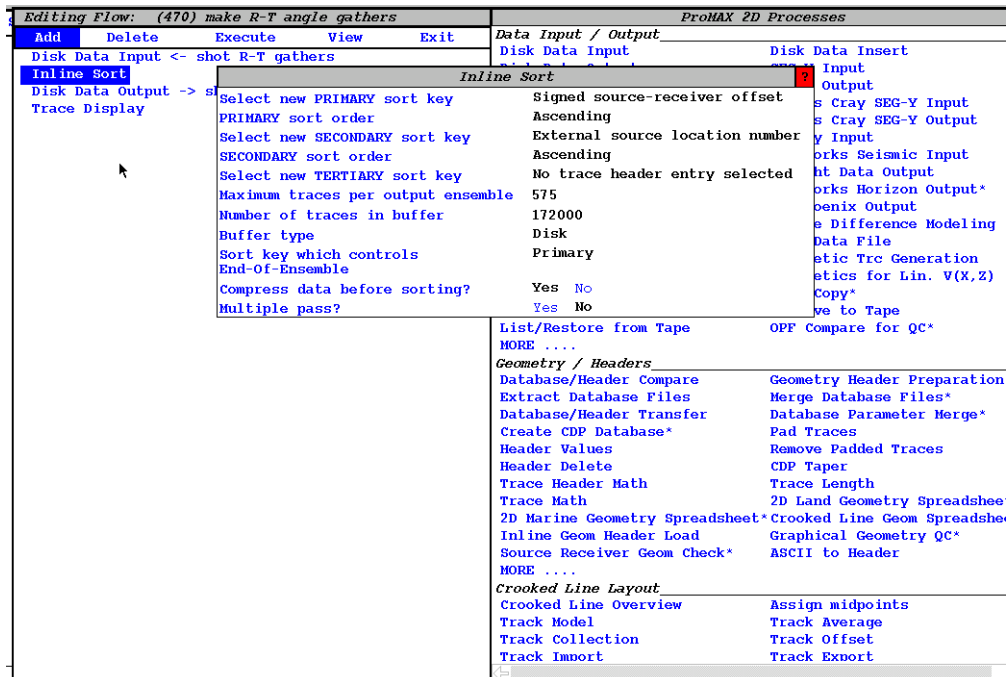 Editing Flow: (470) make R-T angle gathers
Add Delete Execute View Exit
Disk Data Input <- shot R-T gathers
Inline Sort
Disk Data Output -> s
Trace Display
Inline Sort ?
Select new PRIMARY sort key Signed source-receiver offset
PRIMARY sort order Ascending
Select new SECONDARY sort key External source location number
SECONDARY sort order Ascending
Select new TERTIARY sort key No trace header entry selected
Maximum traces per output ensemble 575
Number of traces in buffer 172000
Buffer type Disk
Sort key which controls Primary
End-Of-Ensemble
Compress data before sorting? Yes No
Multiple pass? Yes No
ProMAX 2D Processes
Data Input / Output
Disk Data Input Disk Data Insert
Input
Output
s Cray SEG-Y Input
s Cray SEG-Y Output
y Input
orks Seismic Input
ht Data Output
orks Horizon Output*
oenix Output
e Difference Modeling
Data File
etic Trc Generation
etics for Lin. V(X,Z)
Copy*
ve to Tape
List/Restore from Tape OPF Compare for QC*
MORE ....
Geometry / Headers
Database/Header Compare Geometry Header Preparation
Extract Database Files Merge Database Files*
Database/Header Transfer Database Parameter Merge*
Create CDP Database* Pad Traces
Header Values Remove Padded Traces
Header Delete CDP Taper
Trace Header Math Trace Length
Trace Math 2D Land Geometry Spreadshee
2D Marine Geometry Spreadsheet* Crooked Line Geom Spreadshe
Inline Geom Header Load Graphical Geometry QC*
Source Receiver Geom Check* ASCII to Header
MORE ....
Crooked Line Layout
Crooked Line Overview Assign midpoints
Track Model Track Average
Track Collection Track Offset
Track Import Track Export